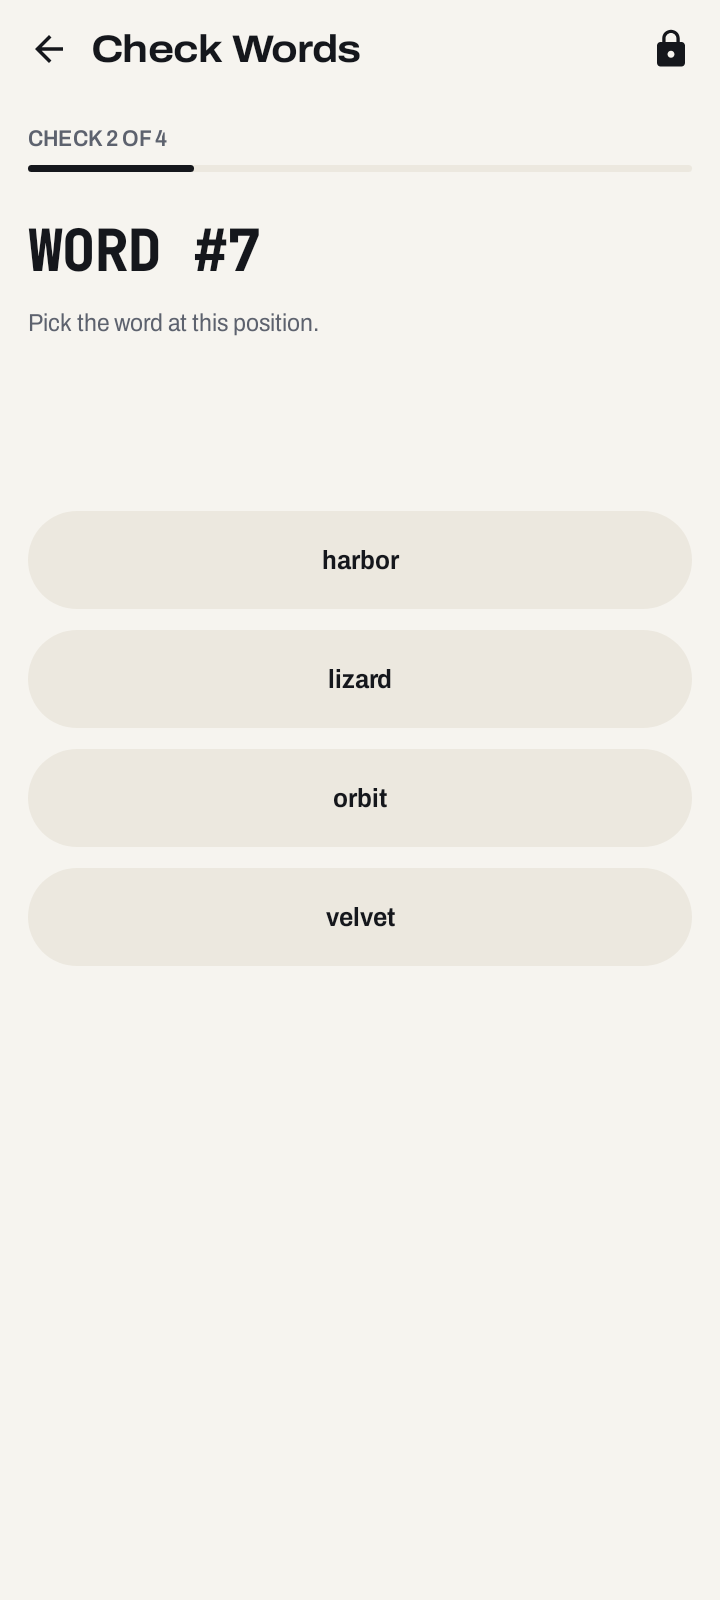 Check Words
CHECK 2 OF 4
WORD #7
Pick the word at this position.
harbor
lizard
orbit
velvet